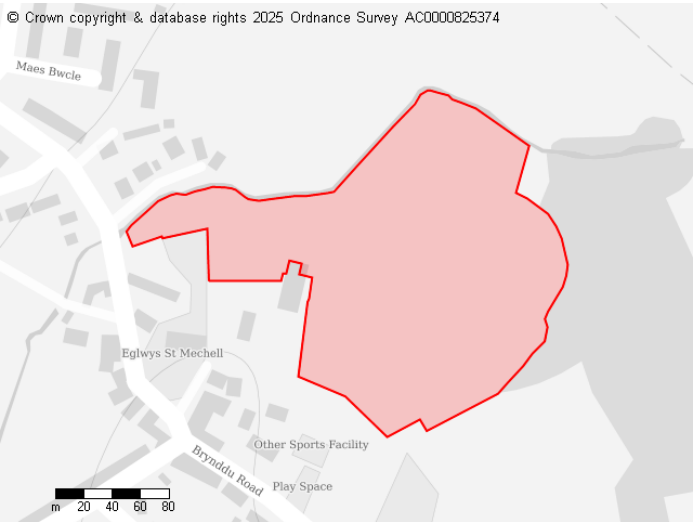 © Crown copyright & database rights 2025 Ordnance Survey AC0000825374
Maes Bwcle
Eglwys St Mechell
Other Sports Facility
Brynddu Road
Play Space
m 20 40 60 80